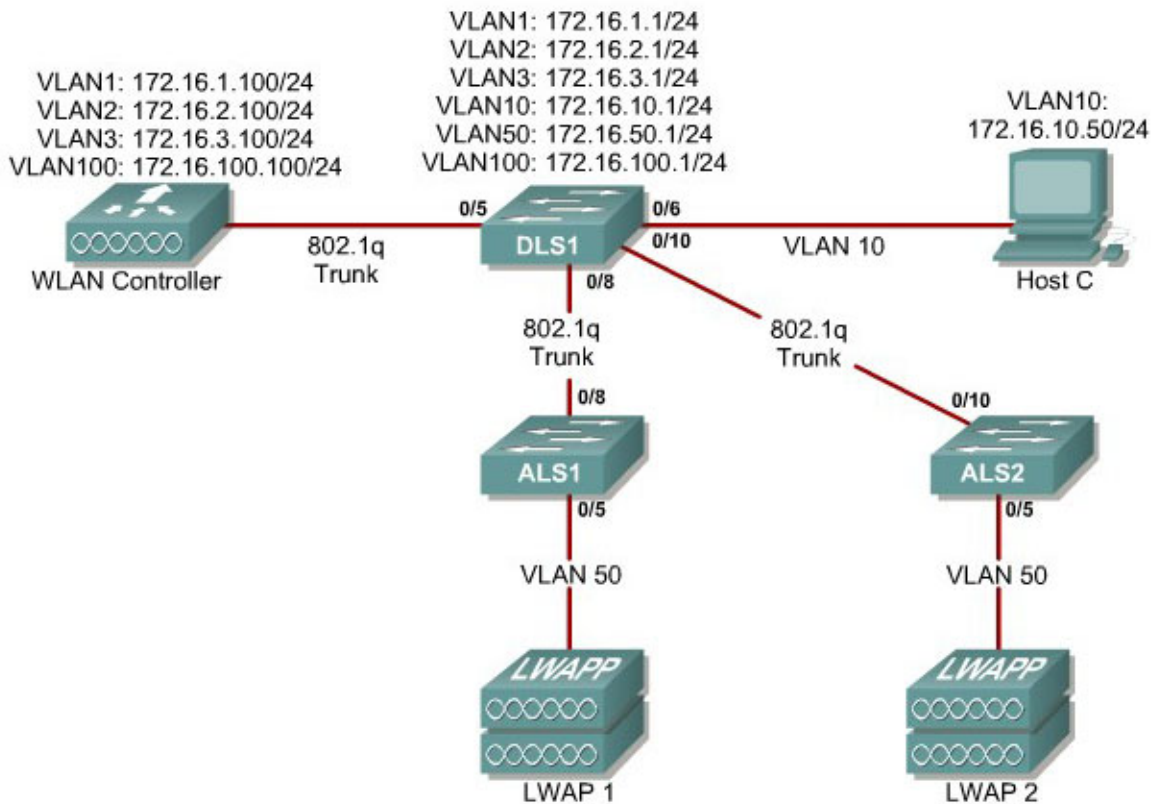 VLAN1: 172.16.1.1/24
VLAN2: 172.16.2.1/24
VLAN3: 172.16.3.1/24
VLAN10: 172.16.10.1/24
VLAN50: 172.16.50.1/24
VLAN100: 172.16.100.1/24
VLAN1: 172.16.1.100/24
VLAN2: 172.16.2.100/24
VLAN3: 172.16.3.100/24
VLAN100: 172.16.100.100/24
VLAN10:
172.16.10.50/24
0/5
0/6
0/10
0/8
DLS1
802.1q
Trunk
VLAN 10
WLAN Controller
Host C
802.1q
Trunk
802.1q
Trunk
0/8
0/10
ALS1
ALS2
0/5
0/5
VLAN 50
VLAN 50
LWAPP
LWAPP
LWAP 1
LWAP 2